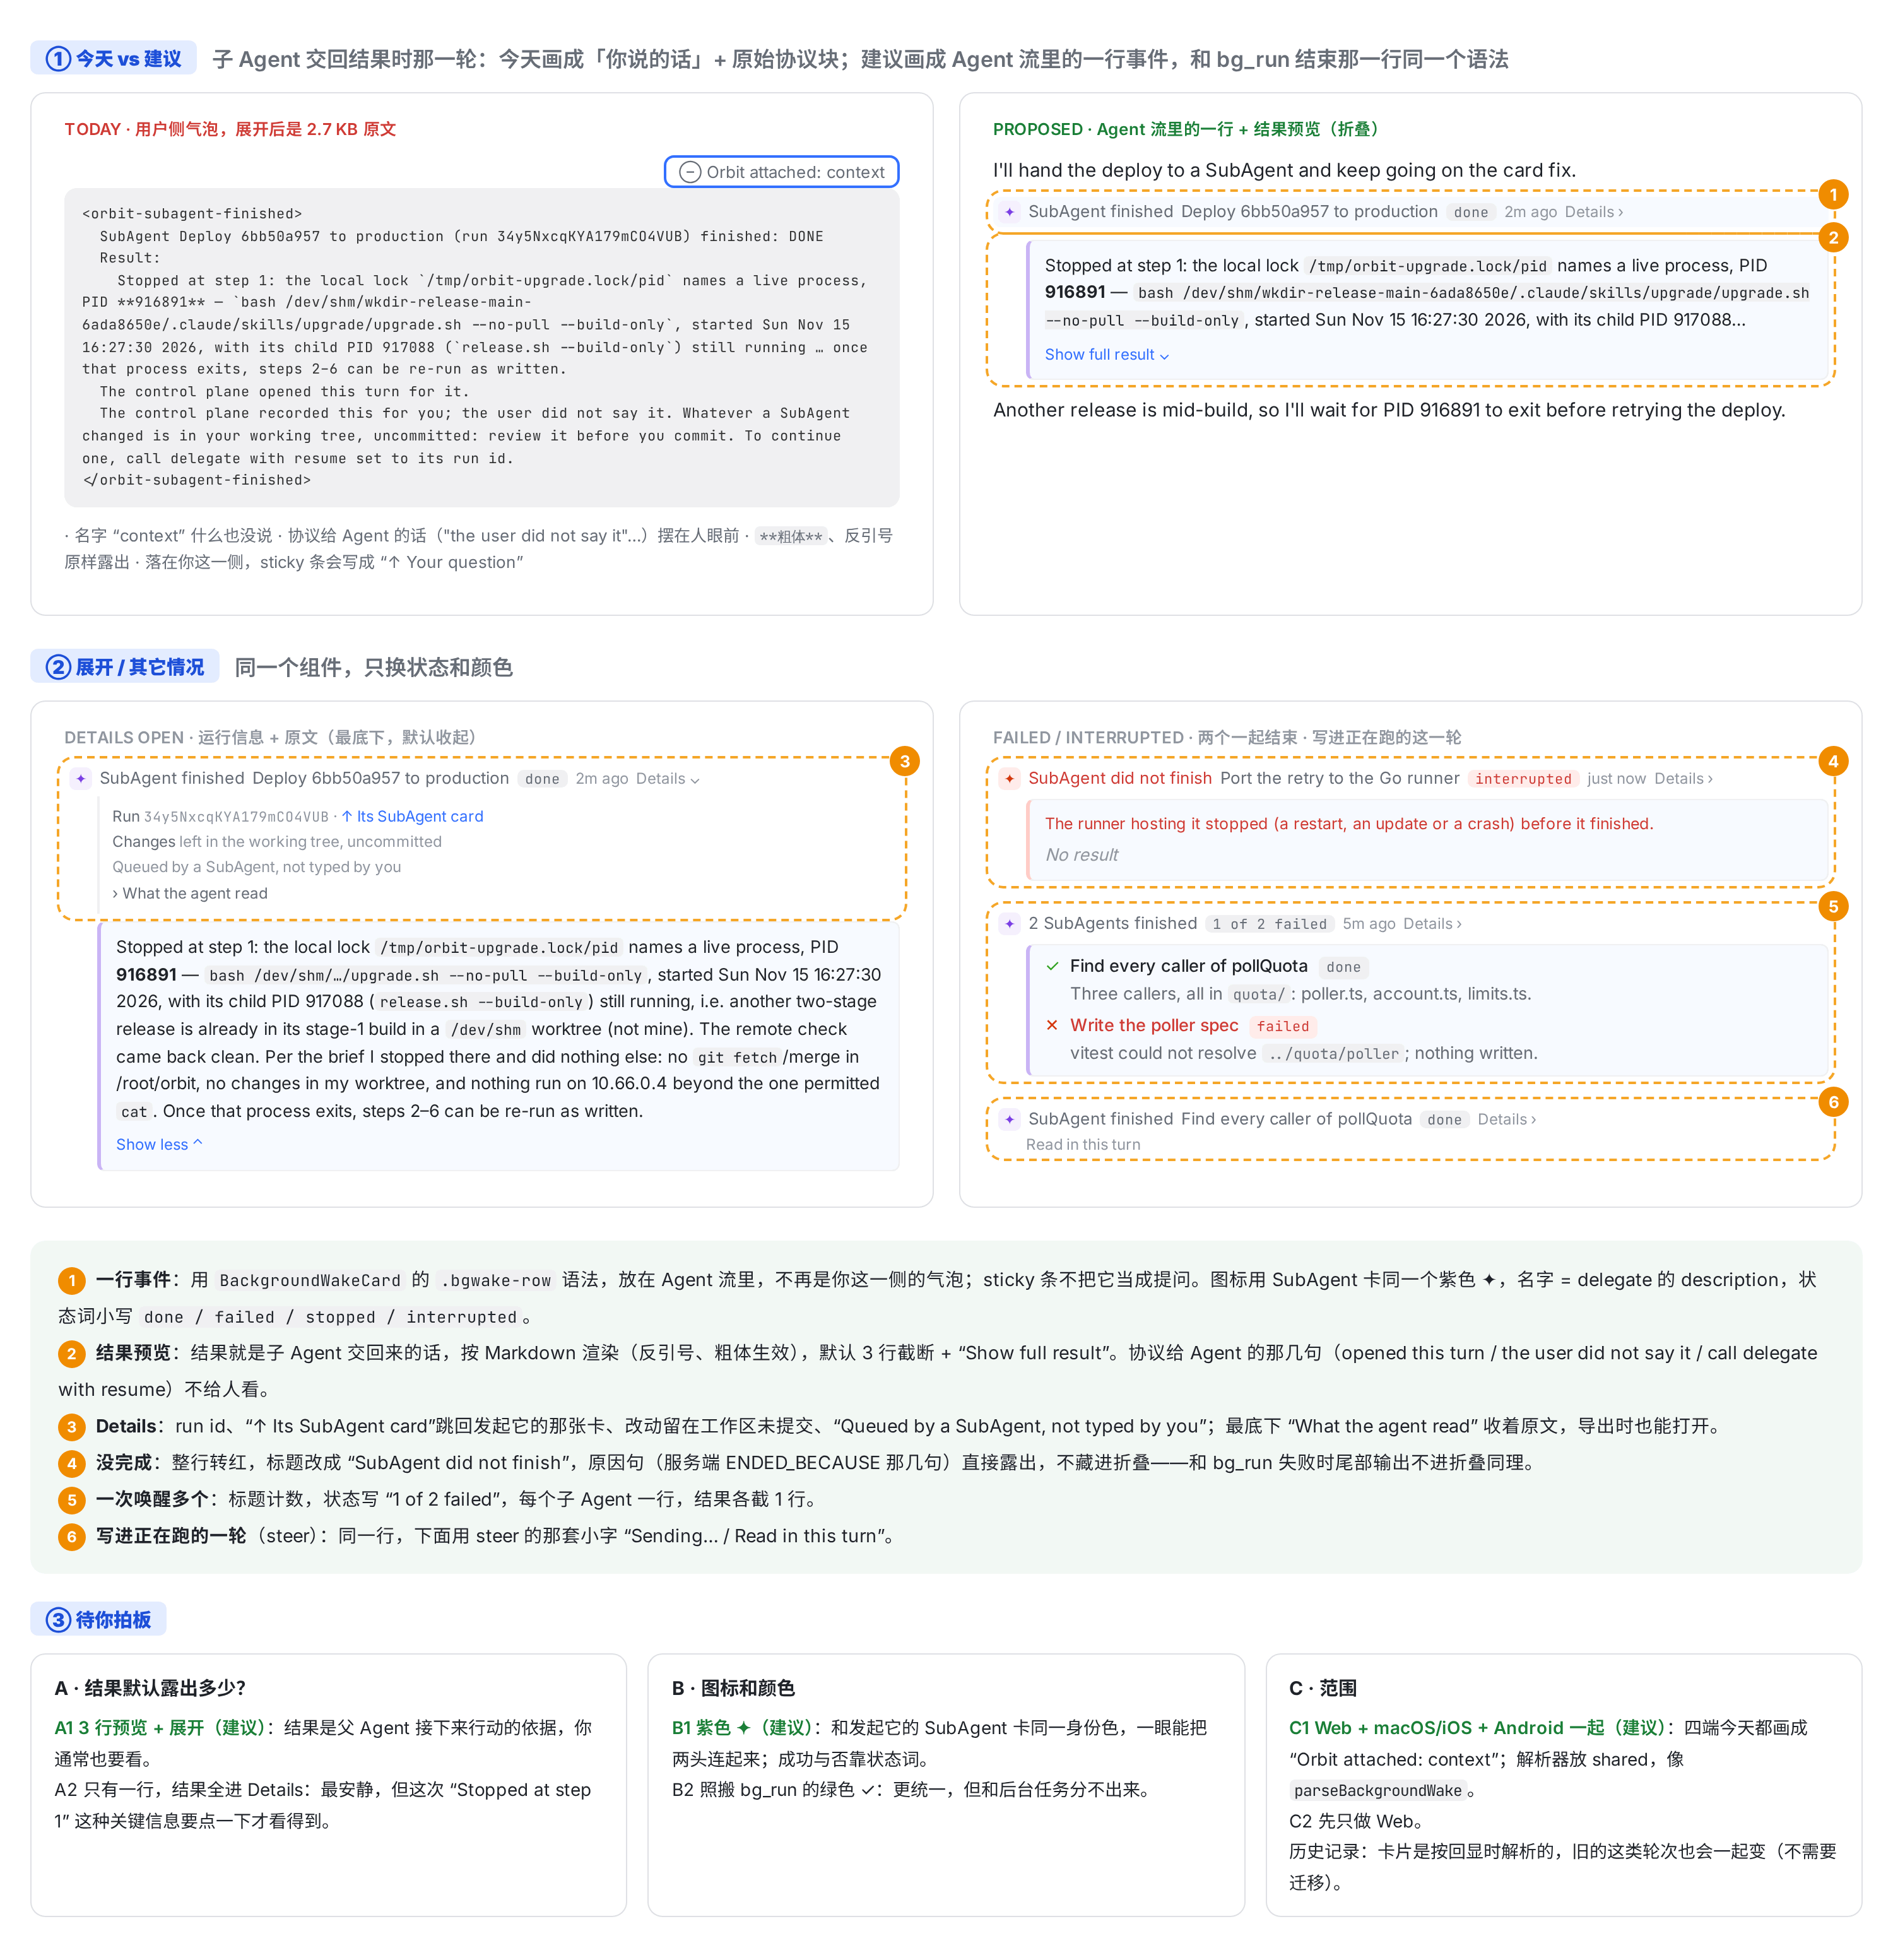 ① 今天 vs 建议 子 Agent 交回结果时那一轮：今天画成「你说的话」+ 原始协议块；建议画成 Agent 流里的一行事件，和 bg_run 结束那一行同一个语法
TODAY · 用户侧气泡，展开后是 2.7 KB 原文
Orbit attached: context
<orbit-subagent-finished>
SubAgent Deploy 6bb50a957 to production (run 34y5NxcqKYA179mCO4VUB) finished: DONE
Result:
Stopped at step 1: the local lock `/tmp/orbit-upgrade.lock/pid` names a live process,
PID **916891** — `bash /dev/shm/wkdir-release-main-
6ada8650e/.claude/skills/upgrade/upgrade.sh --no-pull --build-only`, started Sun Nov 15
16:27:30 2026, with its child PID 917088 (`release.sh --build-only`) still running … once
that process exits, steps 2–6 can be re-run as written.
The control plane opened this turn for it.
The control plane recorded this for you; the user did not say it. Whatever a SubAgent
changed is in your working tree, uncommitted: review it before you commit. To continue
one, call delegate with resume set to its run id.
</orbit-subagent-finished>
· 名字 “context” 什么也没说 · 协议给 Agent 的话（"the user did not say it"…）摆在人眼前 · **粗体**、反引号
原样露出 · 落在你这一侧，sticky 条会写成 “↑ Your question”
PROPOSED · Agent 流里的一行 + 结果预览（折叠）
I'll hand the deploy to a SubAgent and keep going on the card fix.
1
✦ SubAgent finished Deploy 6bb50a957 to production done 2m ago Details ›
2
Stopped at step 1: the local lock /tmp/orbit-upgrade.lock/pid names a live process, PID
916891 — bash /dev/shm/wkdir-release-main-6ada8650e/.claude/skills/upgrade/upgrade.sh
--no-pull --build-only, started Sun Nov 15 16:27:30 2026, with its child PID 917088…
Show full result ⌄
Another release is mid-build, so I'll wait for PID 916891 to exit before retrying the deploy.
② 展开 / 其它情况 同一个组件，只换状态和颜色
DETAILS OPEN · 运行信息 + 原文（最底下，默认收起）
3
✦ SubAgent finished Deploy 6bb50a957 to production done 2m ago Details ⌄
Run 34y5NxcqKYA179mCO4VUB · ↑ Its SubAgent card
Changes left in the working tree, uncommitted
Queued by a SubAgent, not typed by you
› What the agent read
Stopped at step 1: the local lock /tmp/orbit-upgrade.lock/pid names a live process, PID
916891 — bash /dev/shm/…/upgrade.sh --no-pull --build-only, started Sun Nov 15 16:27:30
2026, with its child PID 917088 (release.sh --build-only) still running, i.e. another two-stage
release is already in its stage-1 build in a /dev/shm worktree (not mine). The remote check
came back clean. Per the brief I stopped there and did nothing else: no git fetch/merge in
/root/orbit, no changes in my worktree, and nothing run on 10.66.0.4 beyond the one permitted
cat. Once that process exits, steps 2–6 can be re-run as written.
Show less ⌃
FAILED / INTERRUPTED · 两个一起结束 · 写进正在跑的这一轮
4
✦ SubAgent did not finish Port the retry to the Go runner interrupted just now Details ›
The runner hosting it stopped (a restart, an update or a crash) before it finished.
No result
5
✦ 2 SubAgents finished 1 of 2 failed 5m ago Details ›
✓ Find every caller of pollQuota done
Three callers, all in quota/: poller.ts, account.ts, limits.ts.
✕ Write the poller spec failed
vitest could not resolve ../quota/poller; nothing written.
6
✦ SubAgent finished Find every caller of pollQuota done Details ›
Read in this turn
1 一行事件：用 BackgroundWakeCard 的 .bgwake-row 语法，放在 Agent 流里，不再是你这一侧的气泡；sticky 条不把它当成提问。图标用 SubAgent 卡同一个紫色 ✦，名字 = delegate 的 description，状
态词小写 done / failed / stopped / interrupted。
2 结果预览：结果就是子 Agent 交回来的话，按 Markdown 渲染（反引号、粗体生效），默认 3 行截断 + “Show full result”。协议给 Agent 的那几句（opened this turn / the user did not say it / call delegate
with resume）不给人看。
3 Details：run id、“↑ Its SubAgent card”跳回发起它的那张卡、改动留在工作区未提交、“Queued by a SubAgent, not typed by you”；最底下 “What the agent read” 收着原文，导出时也能打开。
4 没完成：整行转红，标题改成 “SubAgent did not finish”，原因句（服务端 ENDED_BECAUSE 那几句）直接露出，不藏进折叠——和 bg_run 失败时尾部输出不进折叠同理。
5 一次唤醒多个：标题计数，状态写 “1 of 2 failed”，每个子 Agent 一行，结果各截 1 行。
6 写进正在跑的一轮（steer）：同一行，下面用 steer 的那套小字 “Sending… / Read in this turn”。
③ 待你拍板
A · 结果默认露出多少？
A1 3 行预览 + 展开（建议）：结果是父 Agent 接下来行动的依据，你
通常也要看。
A2 只有一行，结果全进 Details：最安静，但这次 “Stopped at step
1” 这种关键信息要点一下才看得到。
B · 图标和颜色
B1 紫色 ✦（建议）：和发起它的 SubAgent 卡同一身份色，一眼能把
两头连起来；成功与否靠状态词。
B2 照搬 bg_run 的绿色 ✓：更统一，但和后台任务分不出来。
C · 范围
C1 Web + macOS/iOS + Android 一起（建议）：四端今天都画成
“Orbit attached: context”；解析器放 shared，像
parseBackgroundWake。
C2 先只做 Web。
历史记录：卡片是按回显时解析的，旧的这类轮次也会一起变（不需要
迁移）。